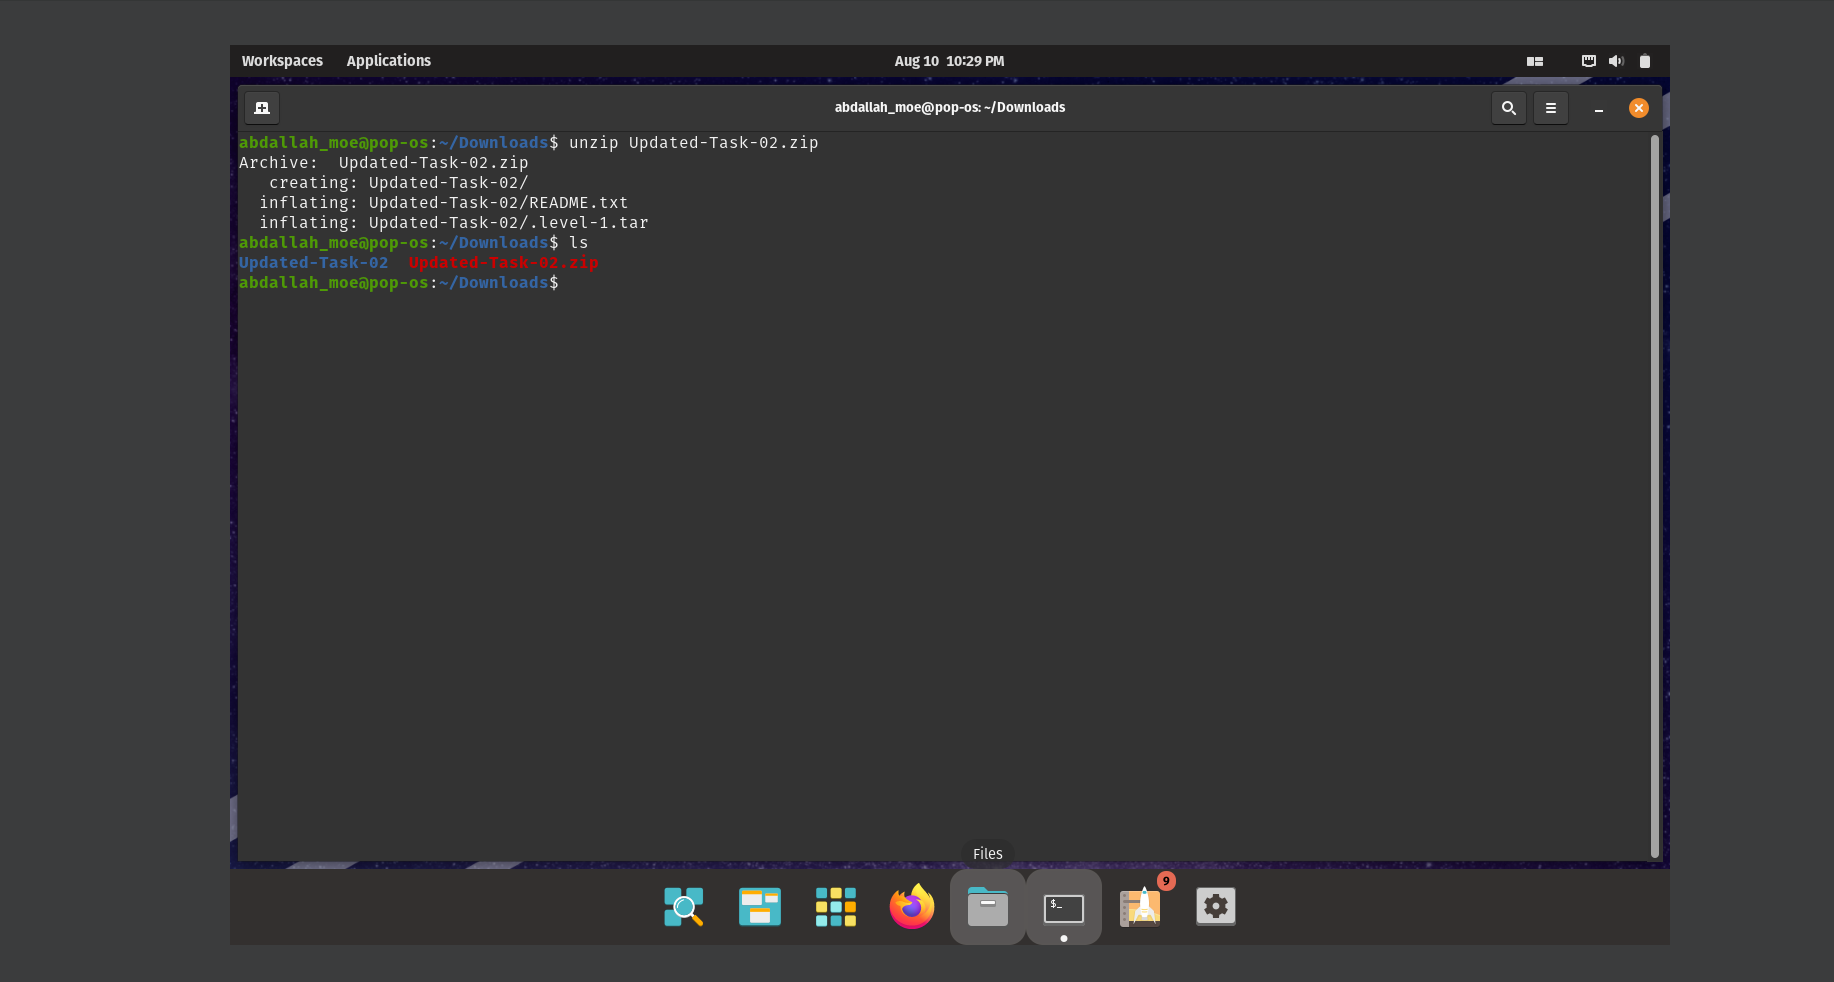 Workspaces Applications Aug 10 10:29 PM
abdallah_moe@pop-os: ~/Downloads
abdallah_moe@pop-os:~/Downloads$ unzip Updated-Task-02.zip
Archive:  Updated-Task-02.zip
   creating: Updated-Task-02/
  inflating: Updated-Task-02/README.txt
  inflating: Updated-Task-02/.level-1.tar
abdallah_moe@pop-os:~/Downloads$ ls
Updated-Task-02  Updated-Task-02.zip
abdallah_moe@pop-os:~/Downloads$
Files
$_
9